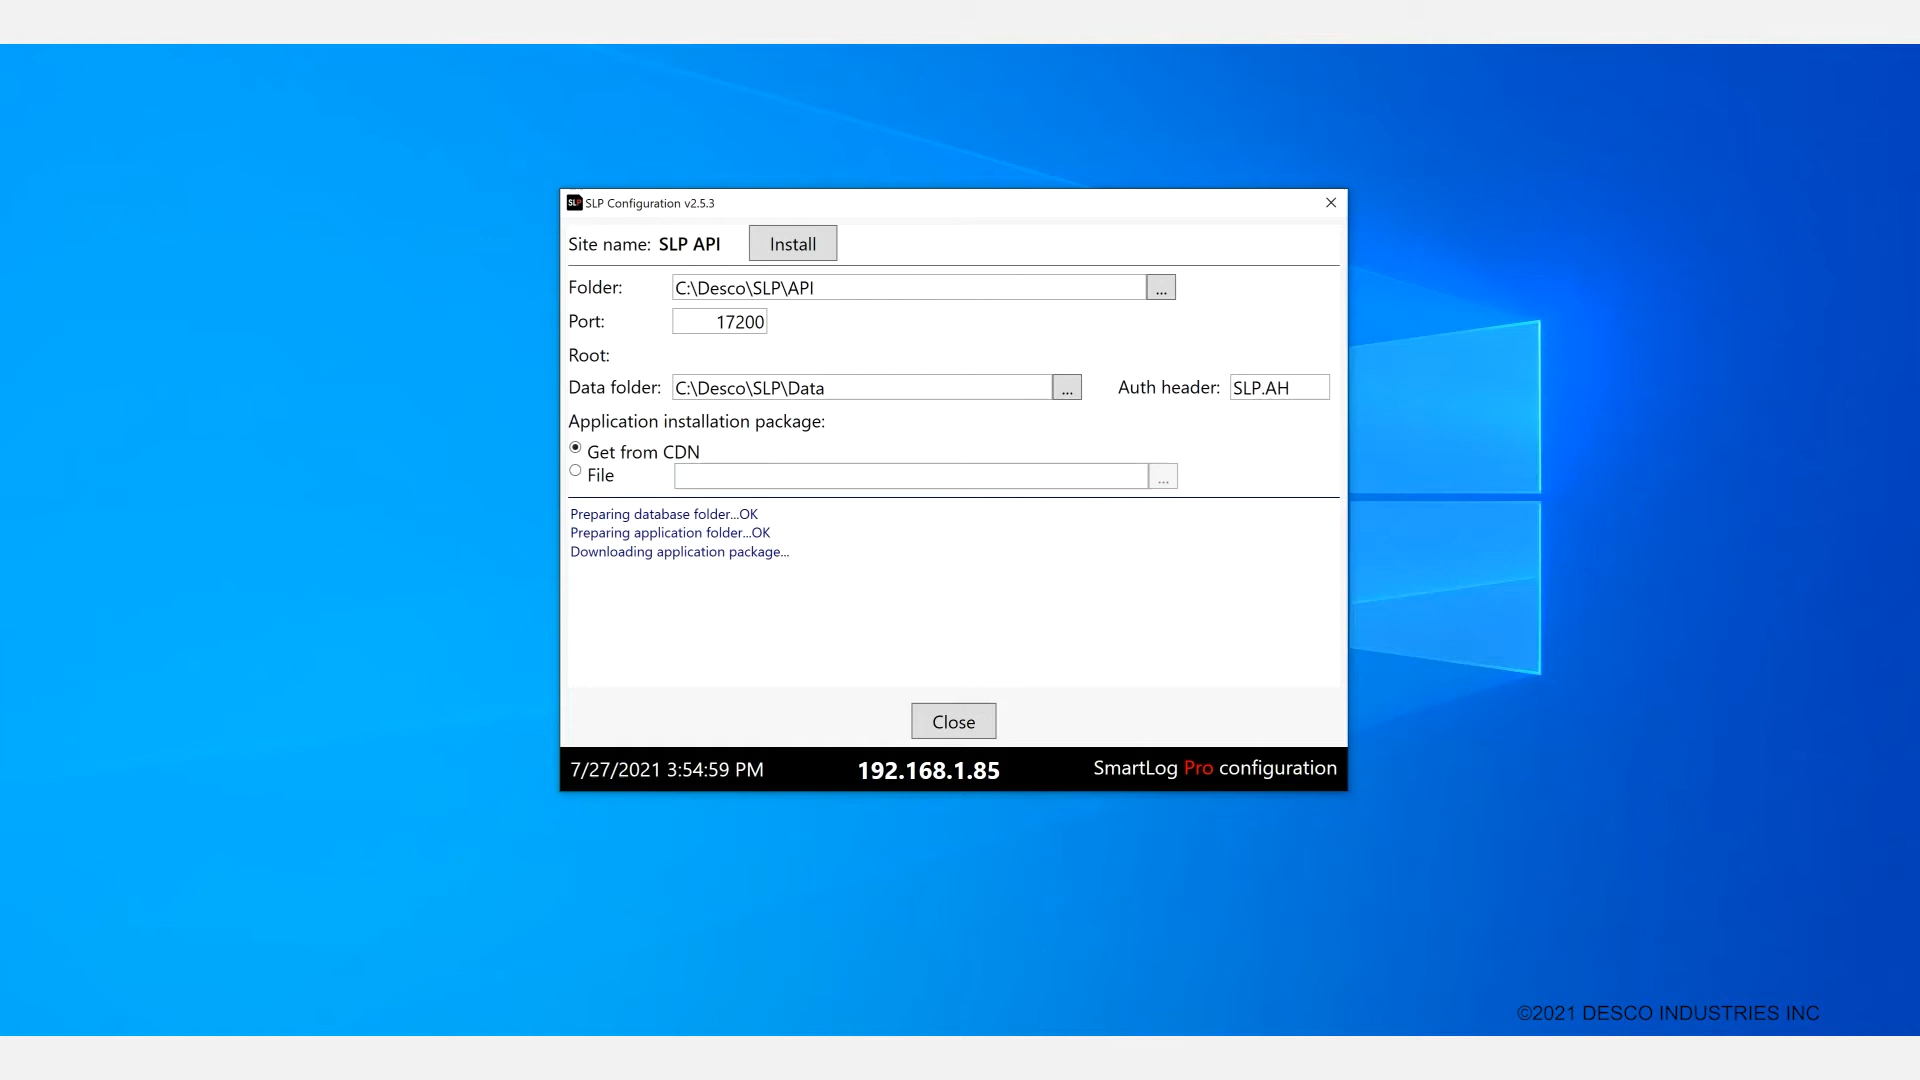 SLP SLP Configuration v2.5.3
Site name: SLP API Install
Folder: C:\Desco\SLP\API ...
Port: 17200
Root:
Data folder: C:\Desco\SLP\Data ... Auth header: SLP.AH
Application installation package:
Get from CDN
File ...
Preparing database folder...OK
Preparing application folder...OK
Downloading application package...
Close
7/27/2021 3:54:59 PM 192.168.1.85 SmartLog Pro configuration
©2021 DESCO INDUSTRIES INC